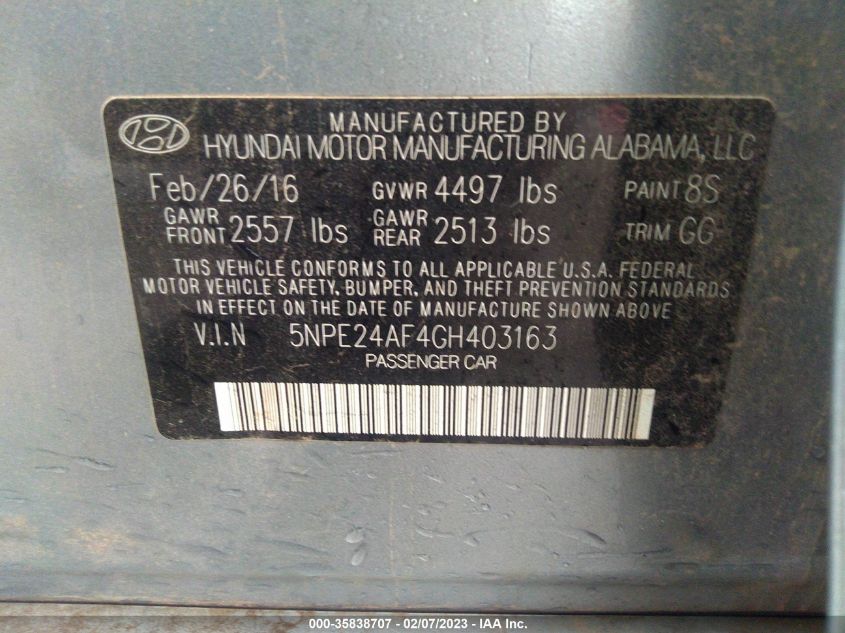 MANUFACTURED BY
HYUNDAI MOTOR MANUFACTURING ALABAMA, LLC
Feb/26/16 GVWR 4497 lbs PAINT 8S
GAWR FRONT 2557 lbs GAWR REAR 2513 lbs TRIM GG
THIS VEHICLE CONFORMS TO ALL APPLICABLE U.S.A. FEDERAL
MOTOR VEHICLE SAFETY, BUMPER, AND THEFT PREVENTION STANDARDS
IN EFFECT ON THE DATE OF MANUFACTURE SHOWN ABOVE
V.I.N 5NPE24AF4GH403163
PASSENGER CAR
000-35838707 - 02/07/2023 - IAA Inc.